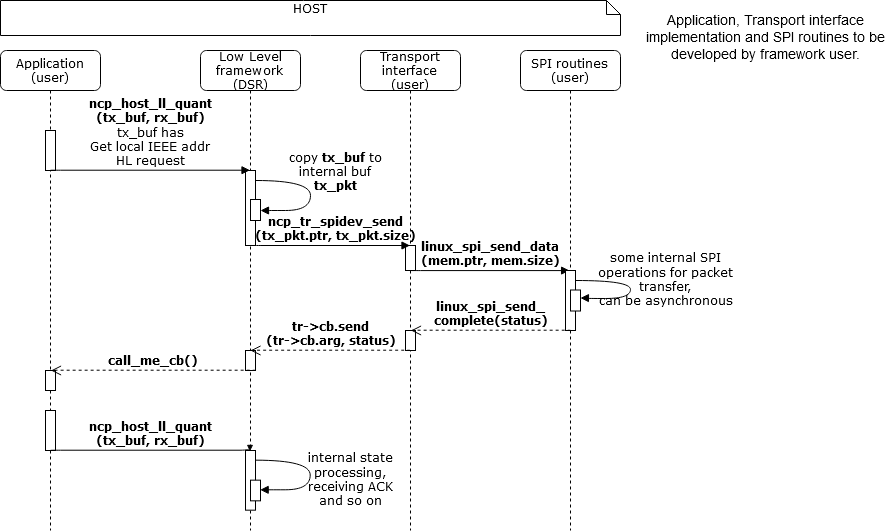 HOST
Application, Transport interface
implementation and SPI routines to be
developed by framework user.
Application
(user)
Low Level
framework
(DSR)
Transport
interface
(user)
SPI routines
(user)
ncp_host_ll_quant
(tx_buf, rx_buf)
tx_buf has
Get local IEEE addr
HL request
copy tx_buf to
internal buf
tx_pkt
ncp_tr_spidev_send
(tx_pkt.ptr, tx_pkt.size)
linux_spi_send_data
(mem.ptr, mem.size)
some internal SPI
operations for packet
transfer,
can be asynchronous
linux_spi_send_
complete(status)
tr->cb.send
(tr->cb.arg, status)
call_me_cb()
ncp_host_ll_quant
(tx_buf, rx_buf)
internal state
processing,
receiving ACK
and so on